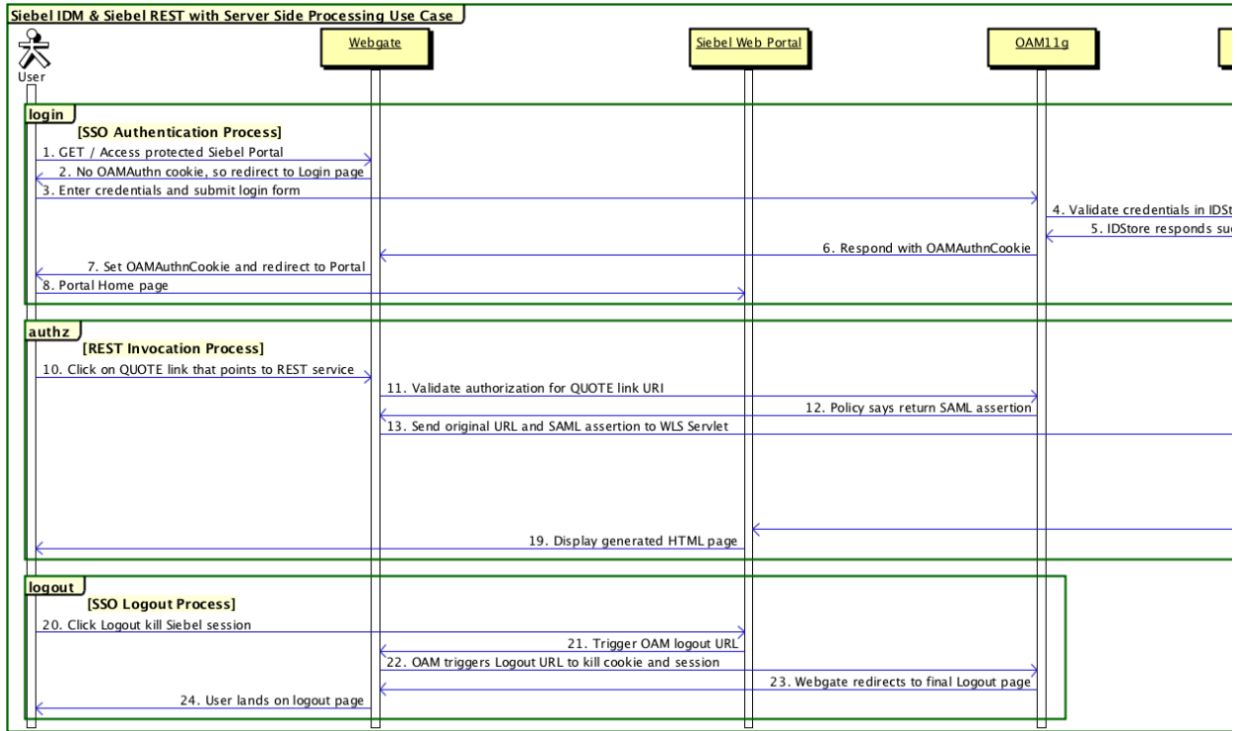 Siebel IDM & Siebel REST with Server Side Processing Use Case
User
Webgate
Siebel Web Portal
OAM11g
login
[SSO Authentication Process]
1. GET / Access protected Siebel Portal
2. No OAMAuthn cookie, so redirect to Login page
3. Enter credentials and submit login form
4. Validate credentials in
5. IDStore responds
6. Respond with OAMAuthnCookie
7. Set OAMAuthnCookie and redirect to Portal
8. Portal Home page
authz
[REST Invocation Process]
10. Click on QUOTE link that points to REST service
11. Validate authorization for QUOTE link URI
12. Policy says return SAML assertion
13. Send original URL and SAML assertion to WLS Servlet
19. Display generated HTML page
logout
[SSO Logout Process]
20. Click Logout kill Siebel session
21. Trigger OAM logout URL
22. OAM triggers Logout URL to kill cookie and session
23. Webgate redirects to final Logout page
24. User lands on logout page